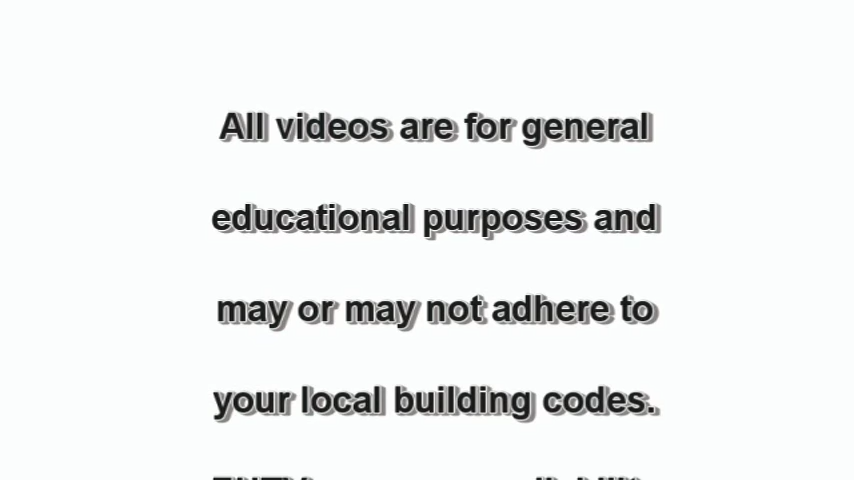 All videos are for general
educational purposes and
may or may not adhere to
your local building codes.